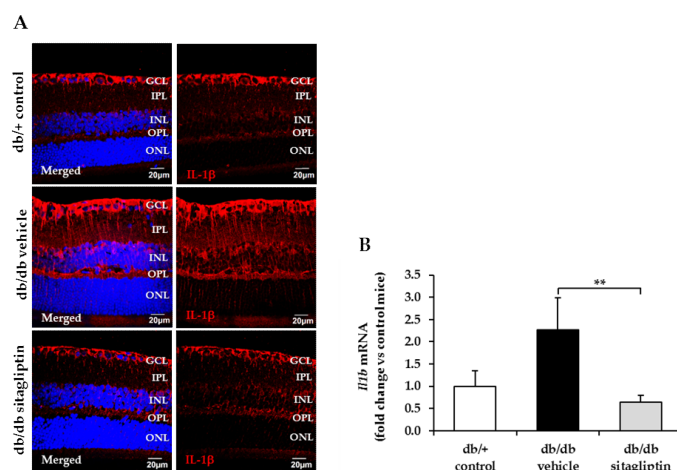 A
db/+ control
GCL
IPL
INL
OPL
ONL
Merged
20µm
GCL
IPL
INL
OPL
ONL
IL-1β
20µm
db/db vehicle
GCL
IPL
INL
OPL
ONL
Merged
20µm
GCL
IPL
INL
OPL
ONL
IL-1β
20µm
db/db sitagliptin
GCL
IPL
INL
OPL
ONL
Merged
20µm
GCL
IPL
INL
OPL
ONL
IL-1β
20µm
B
Il1b mRNA
(fold change vs control mice)
3.5
3.0
2.5
2.0
1.5
1.0
0.5
0.0
**
db/+
control
db/db
vehicle
db/db
sitagliptin